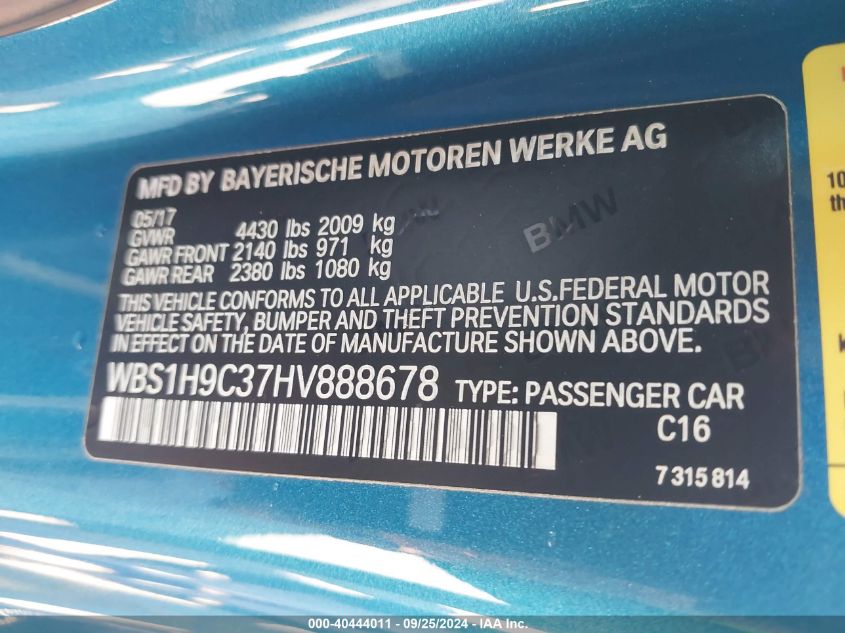 MFD BY BAYERISCHE MOTOREN WERKE AG
05/17
GVWR 4430 lbs 2009 kg
GAWR FRONT 2140 lbs 971 kg
GAWR REAR 2380 lbs 1080 kg
BMW
THIS VEHICLE CONFORMS TO ALL APPLICABLE U.S.FEDERAL MOTOR
VEHICLE SAFETY, BUMPER AND THEFT PREVENTION STANDARDS
IN EFFECT ON THE DATE OF MANUFACTURE SHOWN ABOVE.
WBS1H9C37HV888678 TYPE: PASSENGER CAR
C16
7315814
10
th
000-40444011 - 09/25/2024 - IAA Inc.